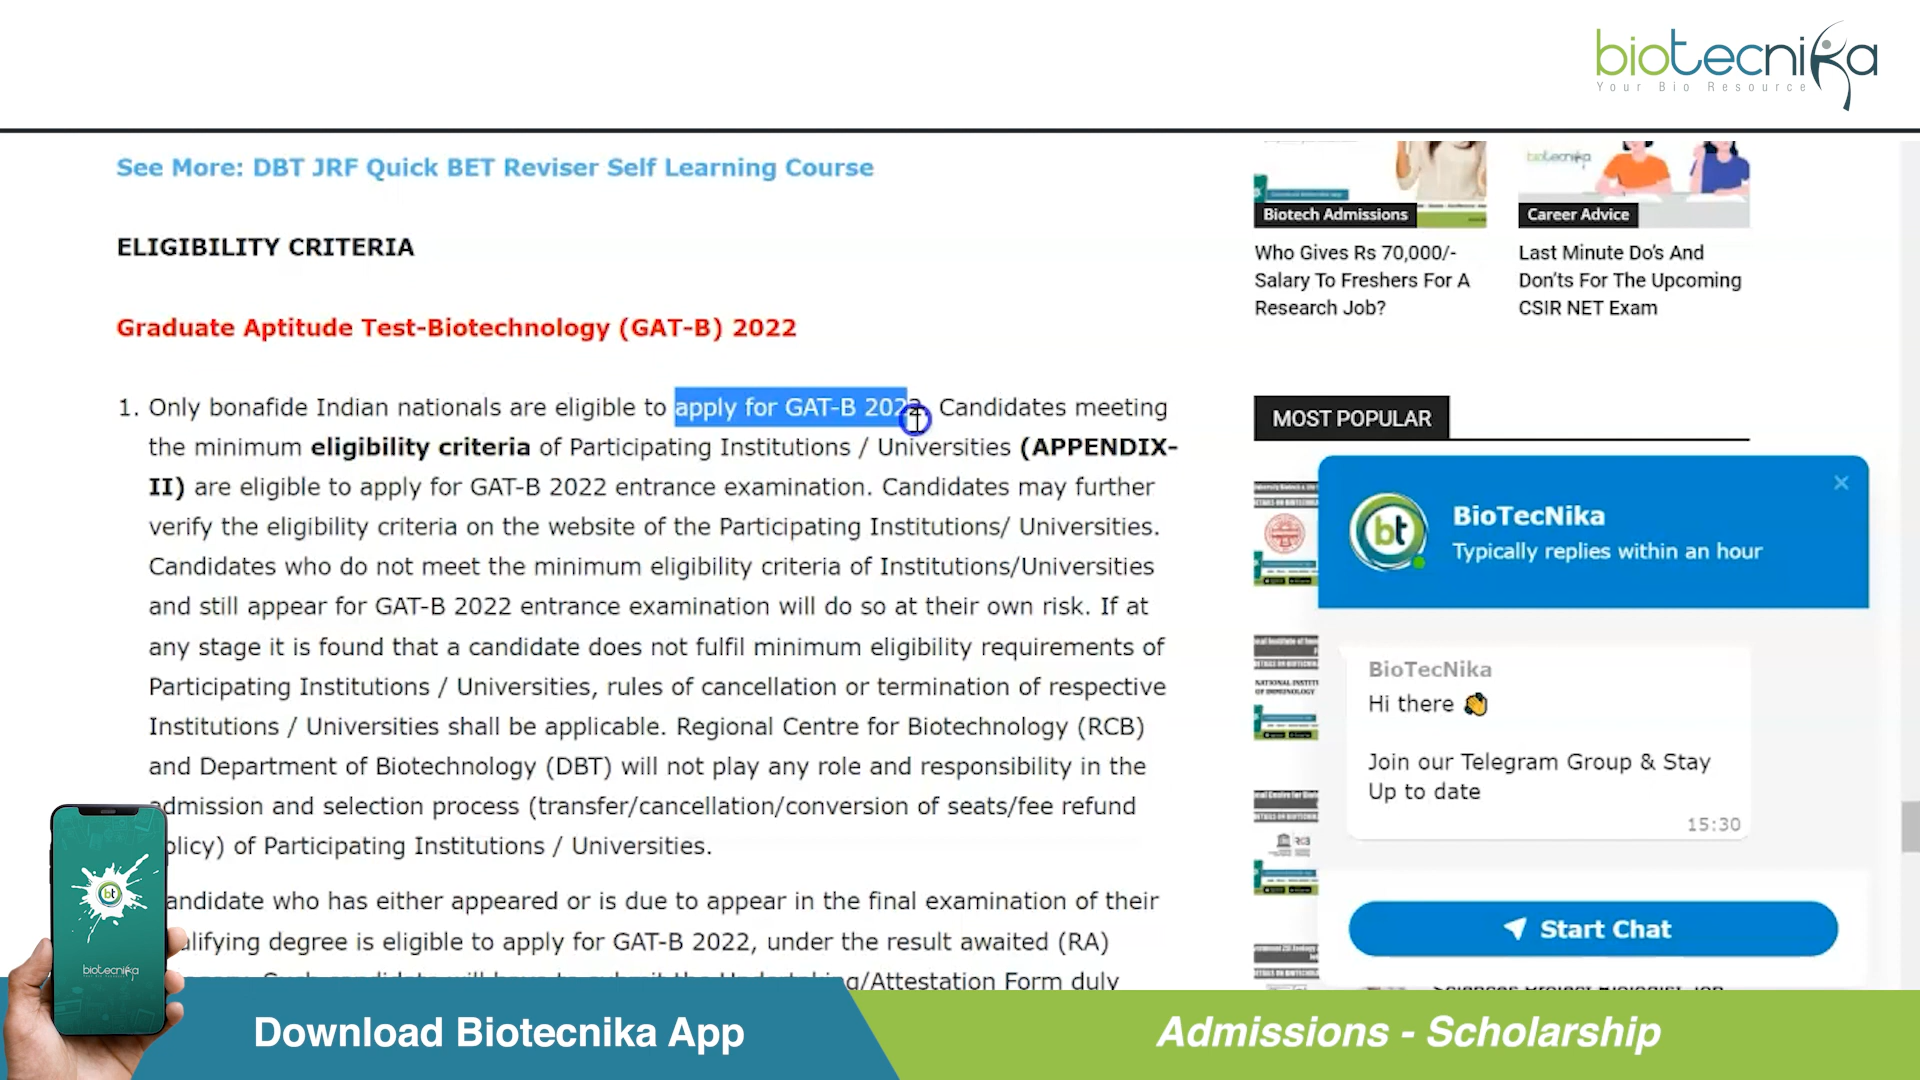 biotecnika
Your Bio Resource
See More: DBT JRF Quick BET Reviser Self Learning Course
ELIGIBILITY CRITERIA
Graduate Aptitude Test-Biotechnology (GAT-B) 2022
1. Only bonafide Indian nationals are eligible to apply for GAT-B 2022. Candidates meeting
the minimum eligibility criteria of Participating Institutions / Universities (APPENDIX-
II) are eligible to apply for GAT-B 2022 entrance examination. Candidates may further
verify the eligibility criteria on the website of the Participating Institutions/ Universities.
Candidates who do not meet the minimum eligibility criteria of Institutions/Universities
and still appear for GAT-B 2022 entrance examination will do so at their own risk. If at
any stage it is found that a candidate does not fulfil minimum eligibility requirements of
Participating Institutions / Universities, rules of cancellation or termination of respective
Institutions / Universities shall be applicable. Regional Centre for Biotechnology (RCB)
and Department of Biotechnology (DBT) will not play any role and responsibility in the
admission and selection process (transfer/cancellation/conversion of seats/fee refund
olicy) of Participating Institutions / Universities.
andidate who has either appeared or is due to appear in the final examination of their
alifying degree is eligible to apply for GAT-B 2022, under the result awaited (RA)
g/Attestation Form duly
biotecnika
Biotech Admissions
Career Advice
Who Gives Rs 70,000/-
Salary To Freshers For A
Research Job?
Last Minute Do's And
Don'ts For The Upcoming
CSIR NET Exam
MOST POPULAR
NATIONAL INSTIT
OF IMMUNOLOGY
RCB
bt
BioTecNika
Typically replies within an hour
BioTecNika
Hi there
Join our Telegram Group & Stay
Up to date
15:30
Start Chat
bt
biotecnika
Download Biotecnika App
Admissions - Scholarship